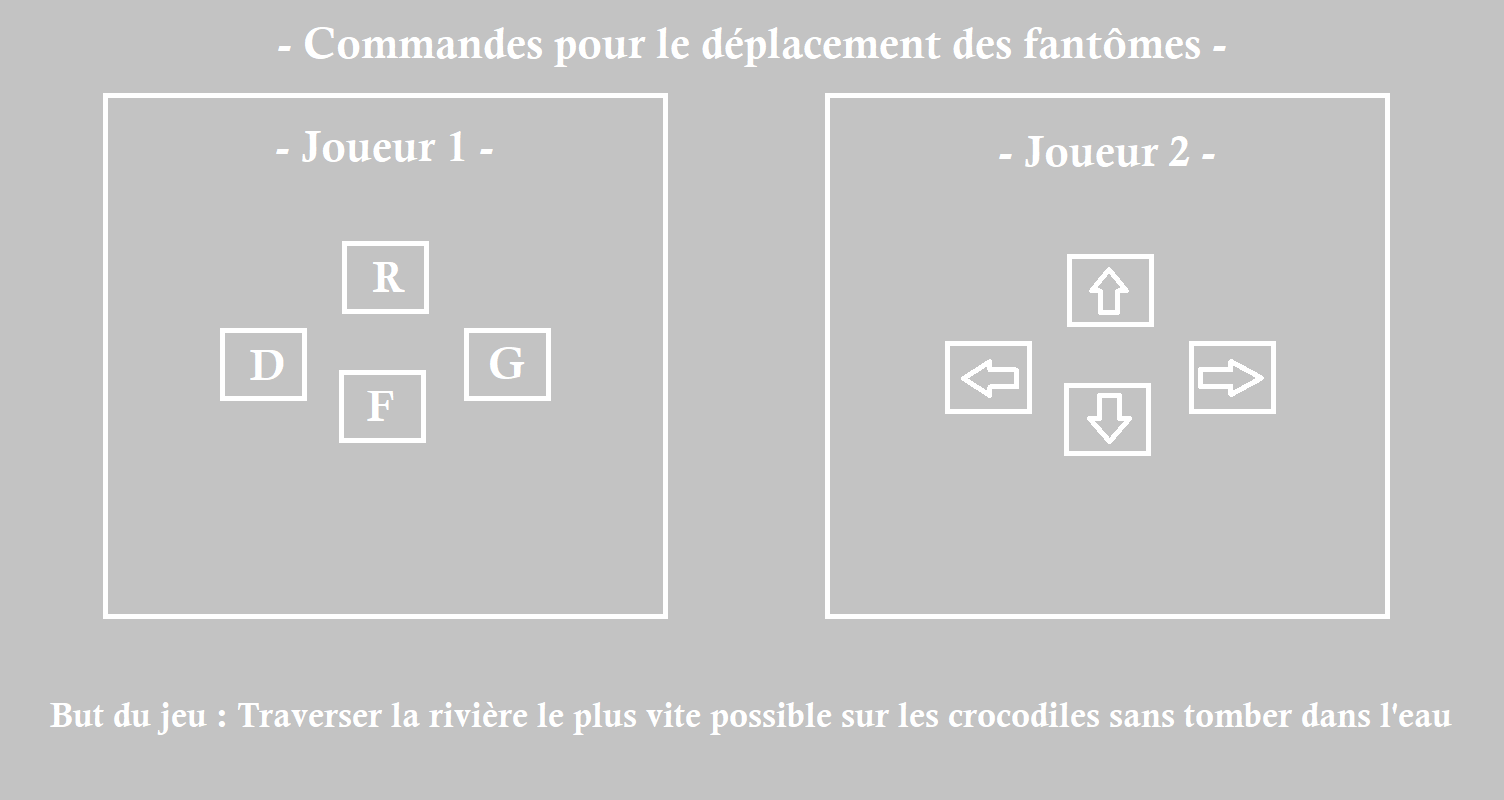 - Commandes pour le déplacement des fantômes -
- Joueur 1 -
R
D
F
G
- Joueur 2 -
But du jeu : Traverser la rivière le plus vite possible sur les crocodiles sans tomber dans l'eau